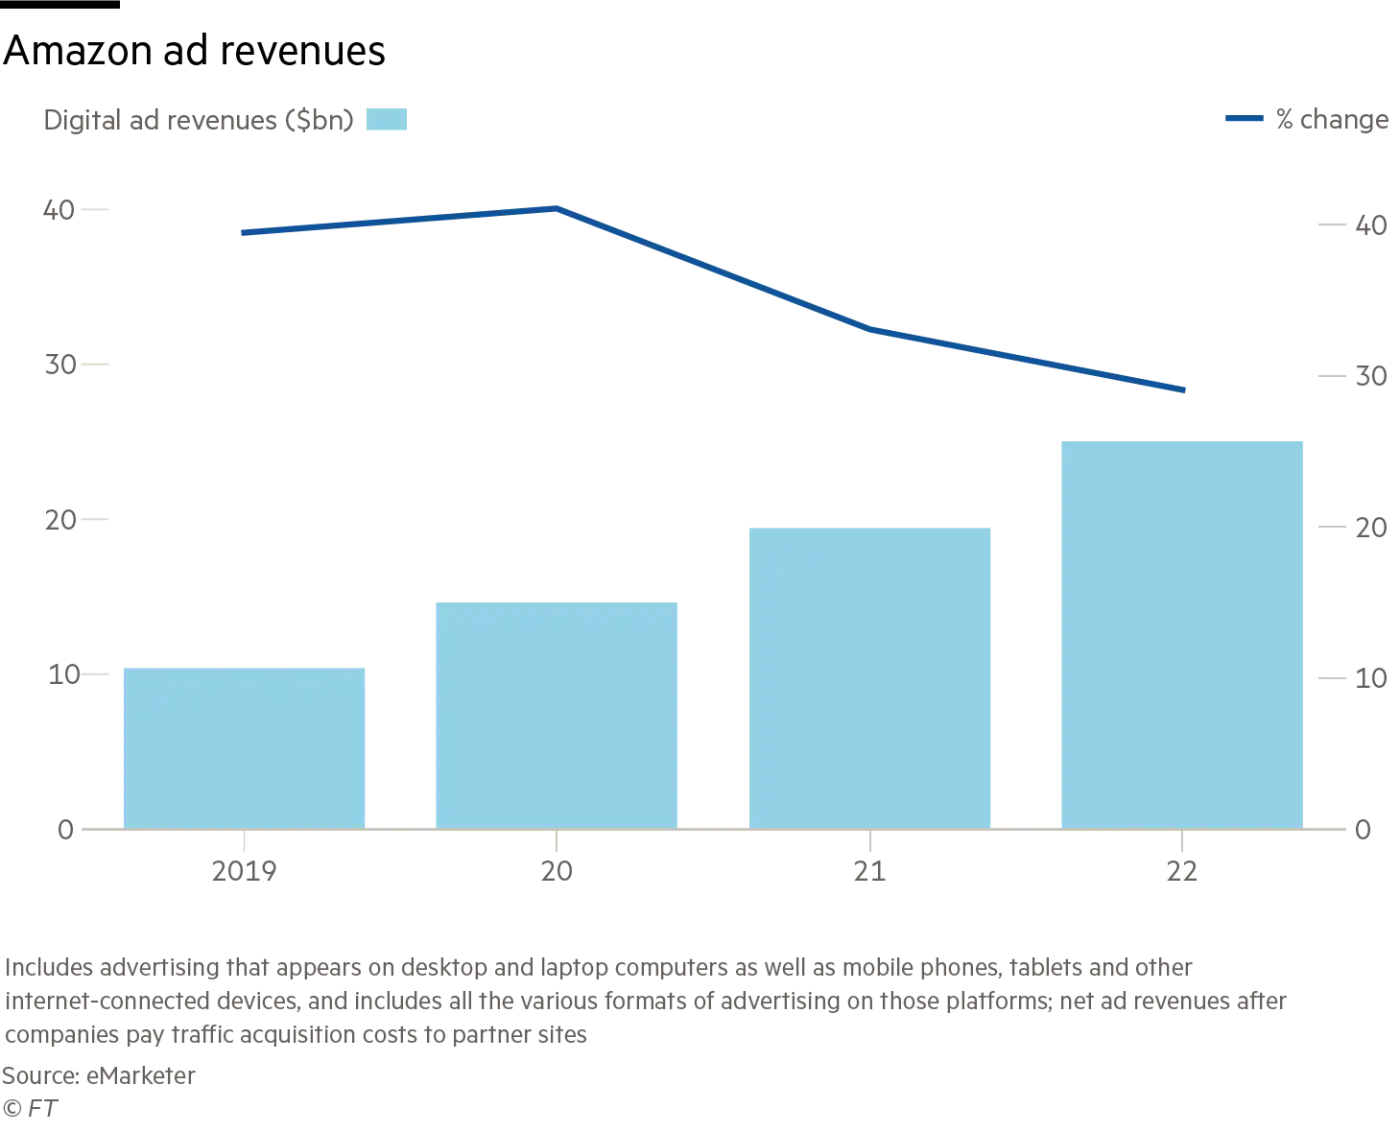 Amazon ad revenues
Digital ad revenues ($bn)
% change
40
40
30
30
20
20
10
10
0
0
2019 20 21 22
Includes advertising that appears on desktop and laptop computers as well as mobile phones, tablets and other
internet-connected devices, and includes all the various formats of advertising on those platforms; net ad revenues after
companies pay traffic acquisition costs to partner sites
Source: eMarketer
© FT